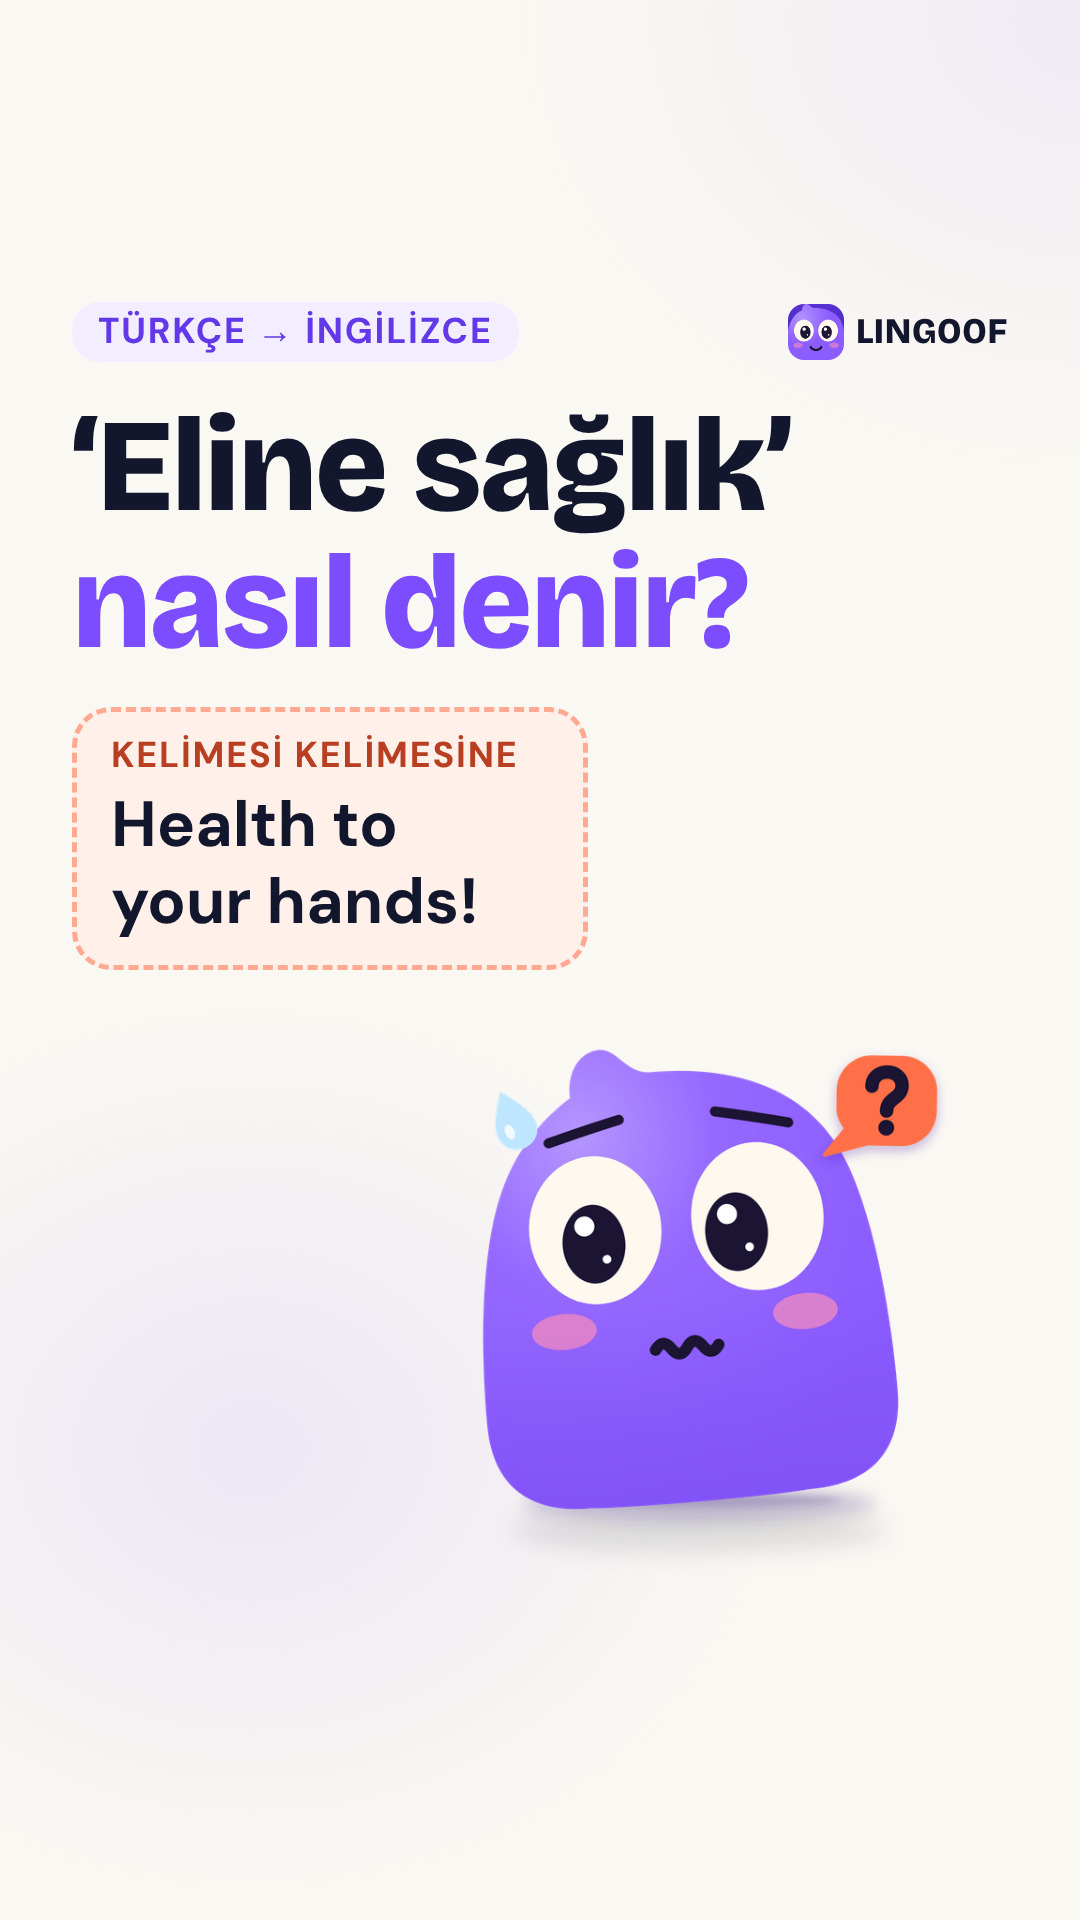 TÜRKÇE → İNGİLİZCE
LINGOOF
‘Eline sağlık’
nasıl denir?
KELİMESİ KELİMESİNE
Health to
your hands!
?